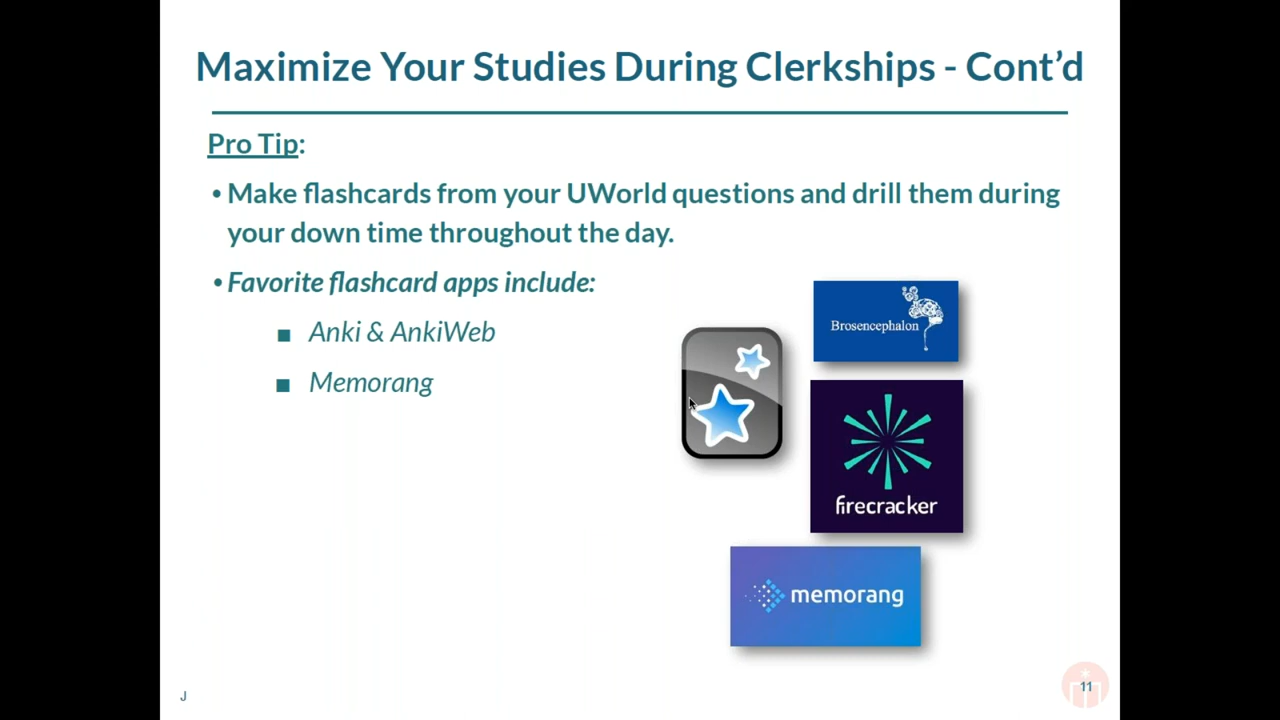 Maximize Your Studies During Clerkships - Cont’d
Pro Tip:
• Make flashcards from your UWorld questions and drill them during
your down time throughout the day.
• Favorite flashcard apps include:
■ Anki & AnkiWeb
■ Memorang
Brosencephalon
firecracker
memorang
J
11